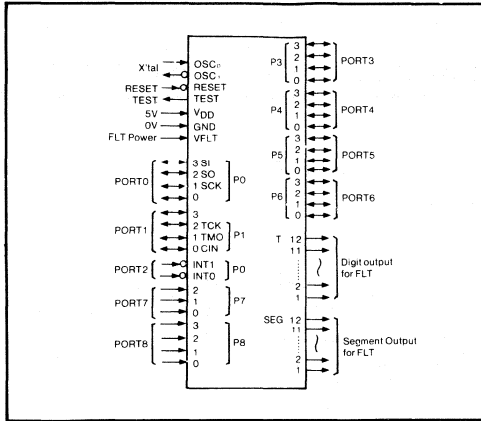 X'tal
OSC0
OSC1
RESET RESET
TEST TEST
5V VDD
0V GND
FLT Power VFLT
PORT0
3 SI
2 SO
1 SCK
0
P0
PORT1
3
2 TCK
1 TMO
0 CIN
P1
PORT2
INT1
INT0
P0
PORT7
2
1
0
P7
PORT8
3
2
1
0
P8
P3
3
2
1
0
PORT3
P4
3
2
1
0
PORT4
P5
3
2
1
0
PORT5
P6
3
2
1
0
PORT6
T 12
11
2
1
Digit output
for FLT
SEG 12
11
2
1
Segment Output
for FLT